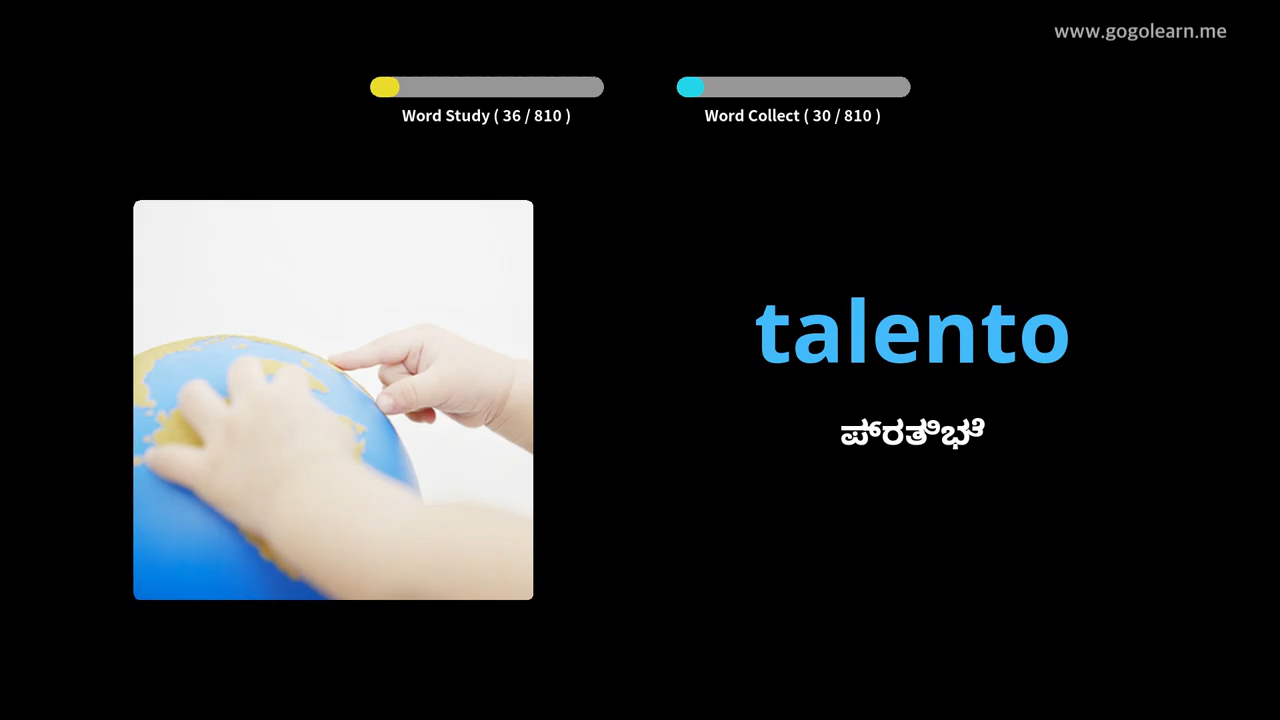 www.gogolearn.me
Word Study ( 36 / 810 )
Word Collect ( 30 / 810 )
talento
ಪ್ರತಿಭೆ